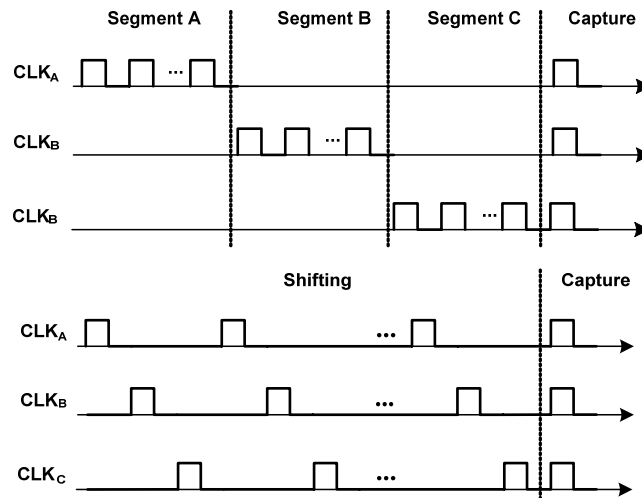 Segment A Segment B Segment C Capture
CLKA
...
CLKB
...
CLKB
...
Shifting Capture
CLKA
...
CLKB
...
CLKC
...